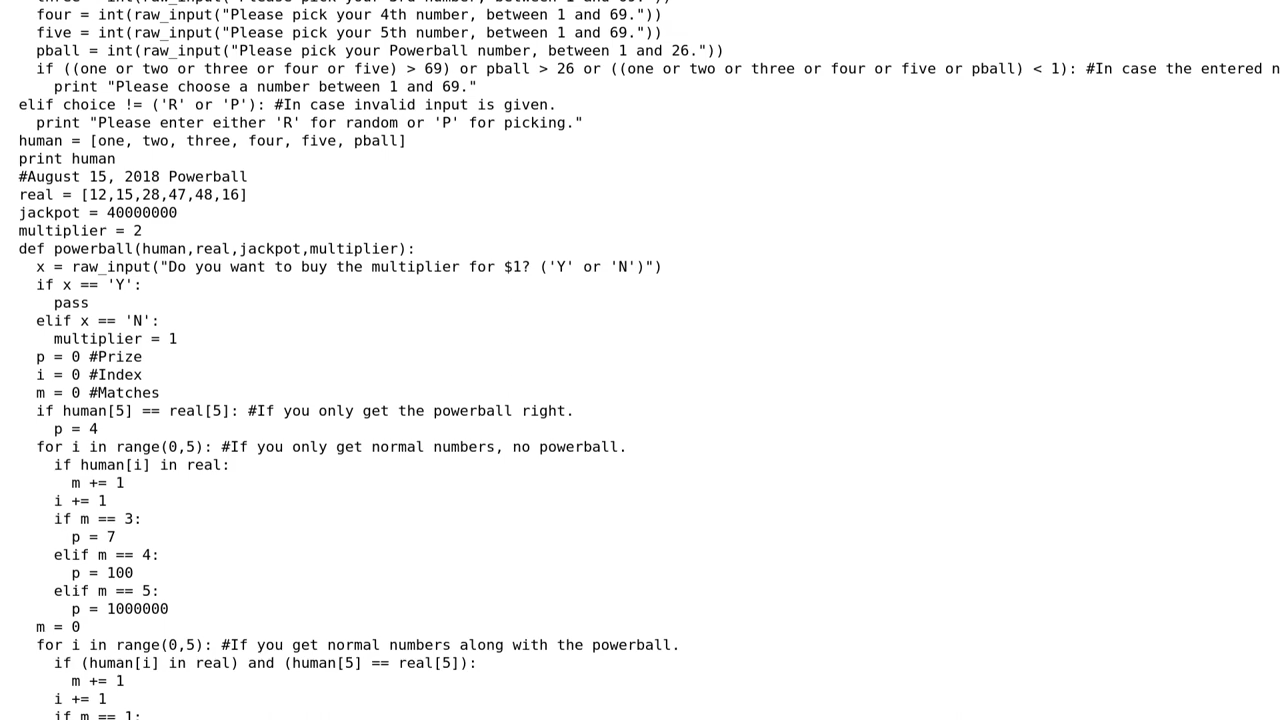 four = int(raw_input("Please pick your 4th number, between 1 and 69."))
five = int(raw_input("Please pick your 5th number, between 1 and 69."))
pball = int(raw_input("Please pick your Powerball number, between 1 and 26."))
if ((one or two or three or four or five) > 69) or pball > 26 or ((one or two or three or four or five or pball) < 1): #In case the entered n
print "Please choose a number between 1 and 69."
elif choice != ('R' or 'P'): #In case invalid input is given.
print "Please enter either 'R' for random or 'P' for picking."
human = [one, two, three, four, five, pball]
print human
#August 15, 2018 Powerball
real = [12,15,28,47,48,16]
jackpot = 40000000
multiplier = 2
def powerball(human,real,jackpot,multiplier):
x = raw_input("Do you want to buy the multiplier for $1? ('Y' or 'N')")
if x == 'Y':
pass
elif x == 'N':
multiplier = 1
p = 0 #Prize
i = 0 #Index
m = 0 #Matches
if human[5] == real[5]: #If you only get the powerball right.
p = 4
for i in range(0,5): #If you only get normal numbers, no powerball.
if human[i] in real:
m += 1
i += 1
if m == 3:
p = 7
elif m == 4:
p = 100
elif m == 5:
p = 1000000
m = 0
for i in range(0,5): #If you get normal numbers along with the powerball.
if (human[i] in real) and (human[5] == real[5]):
m += 1
i += 1
if m == 1: